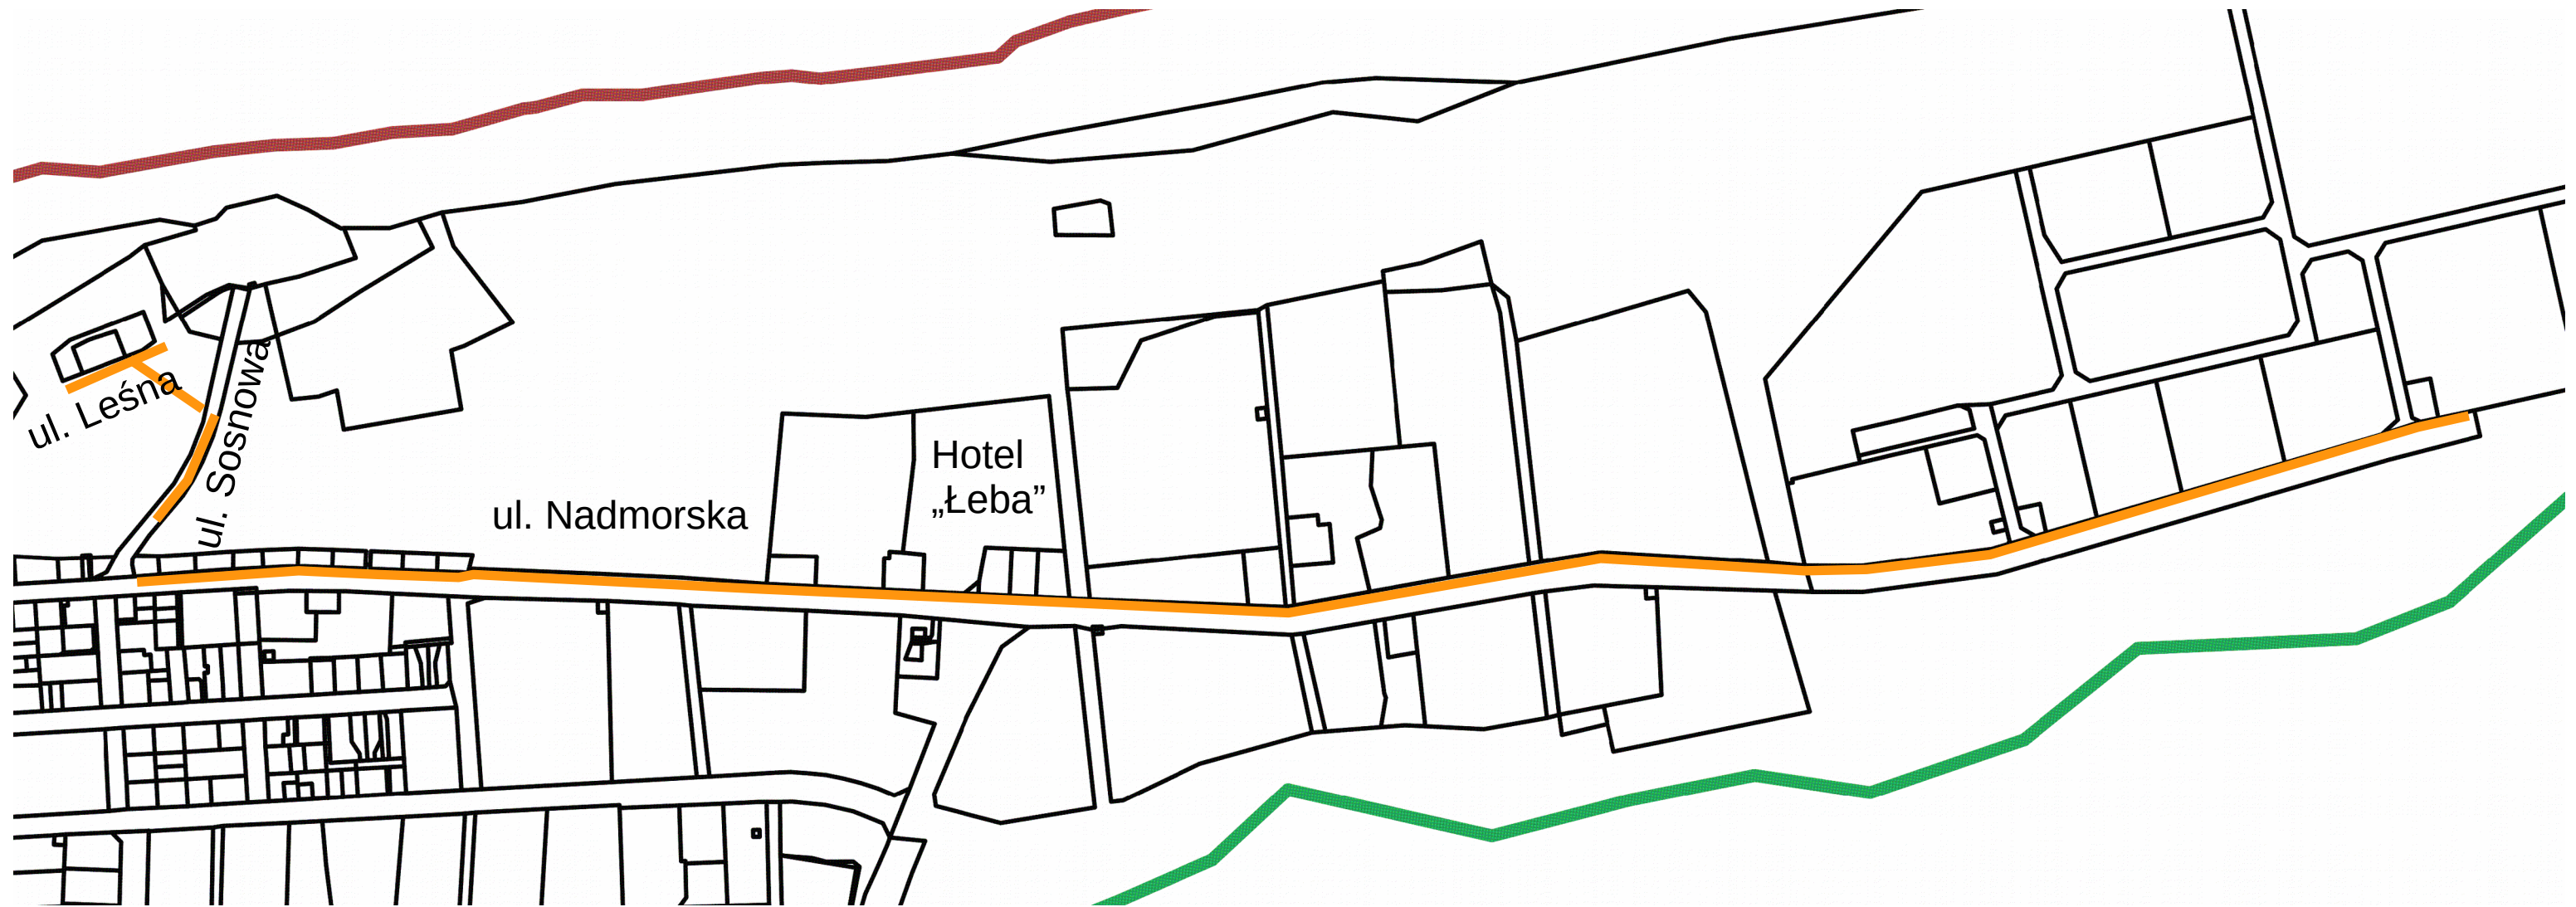 ul. Leśna
ul. Sosnowa
ul. Nadmorska
Hotel
„Łeba”